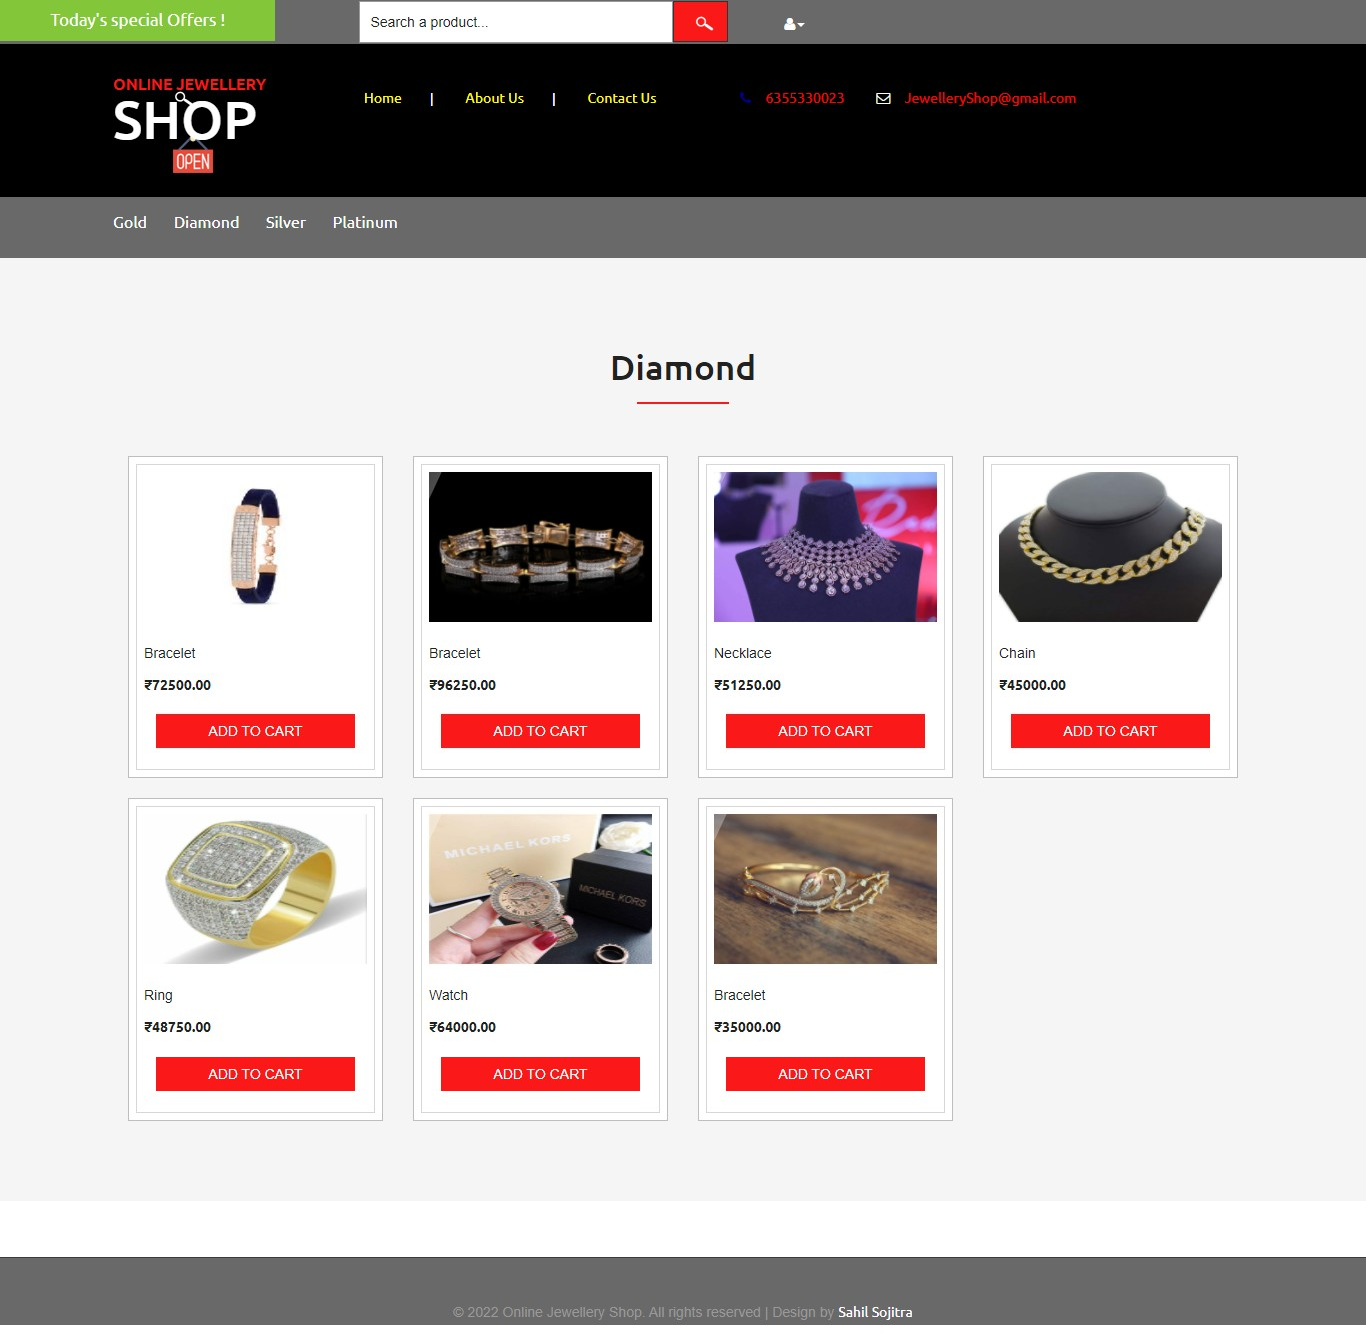 Today's special Offers !
Search a product...
ONLINE JEWELLERY
SHOP
OPEN
Home | About Us | Contact Us
6355330023
JewelleryShop@gmail.com
Gold Diamond Silver Platinum
Diamond
Bracelet
₹72500.00
ADD TO CART
Bracelet
₹96250.00
ADD TO CART
Necklace
₹51250.00
ADD TO CART
Chain
₹45000.00
ADD TO CART
Ring
₹48750.00
ADD TO CART
MICHAEL KORS
MICHAEL KORS
Watch
₹64000.00
ADD TO CART
Bracelet
₹35000.00
ADD TO CART
© 2022 Online Jewellery Shop. All rights reserved | Design by Sahil Sojitra